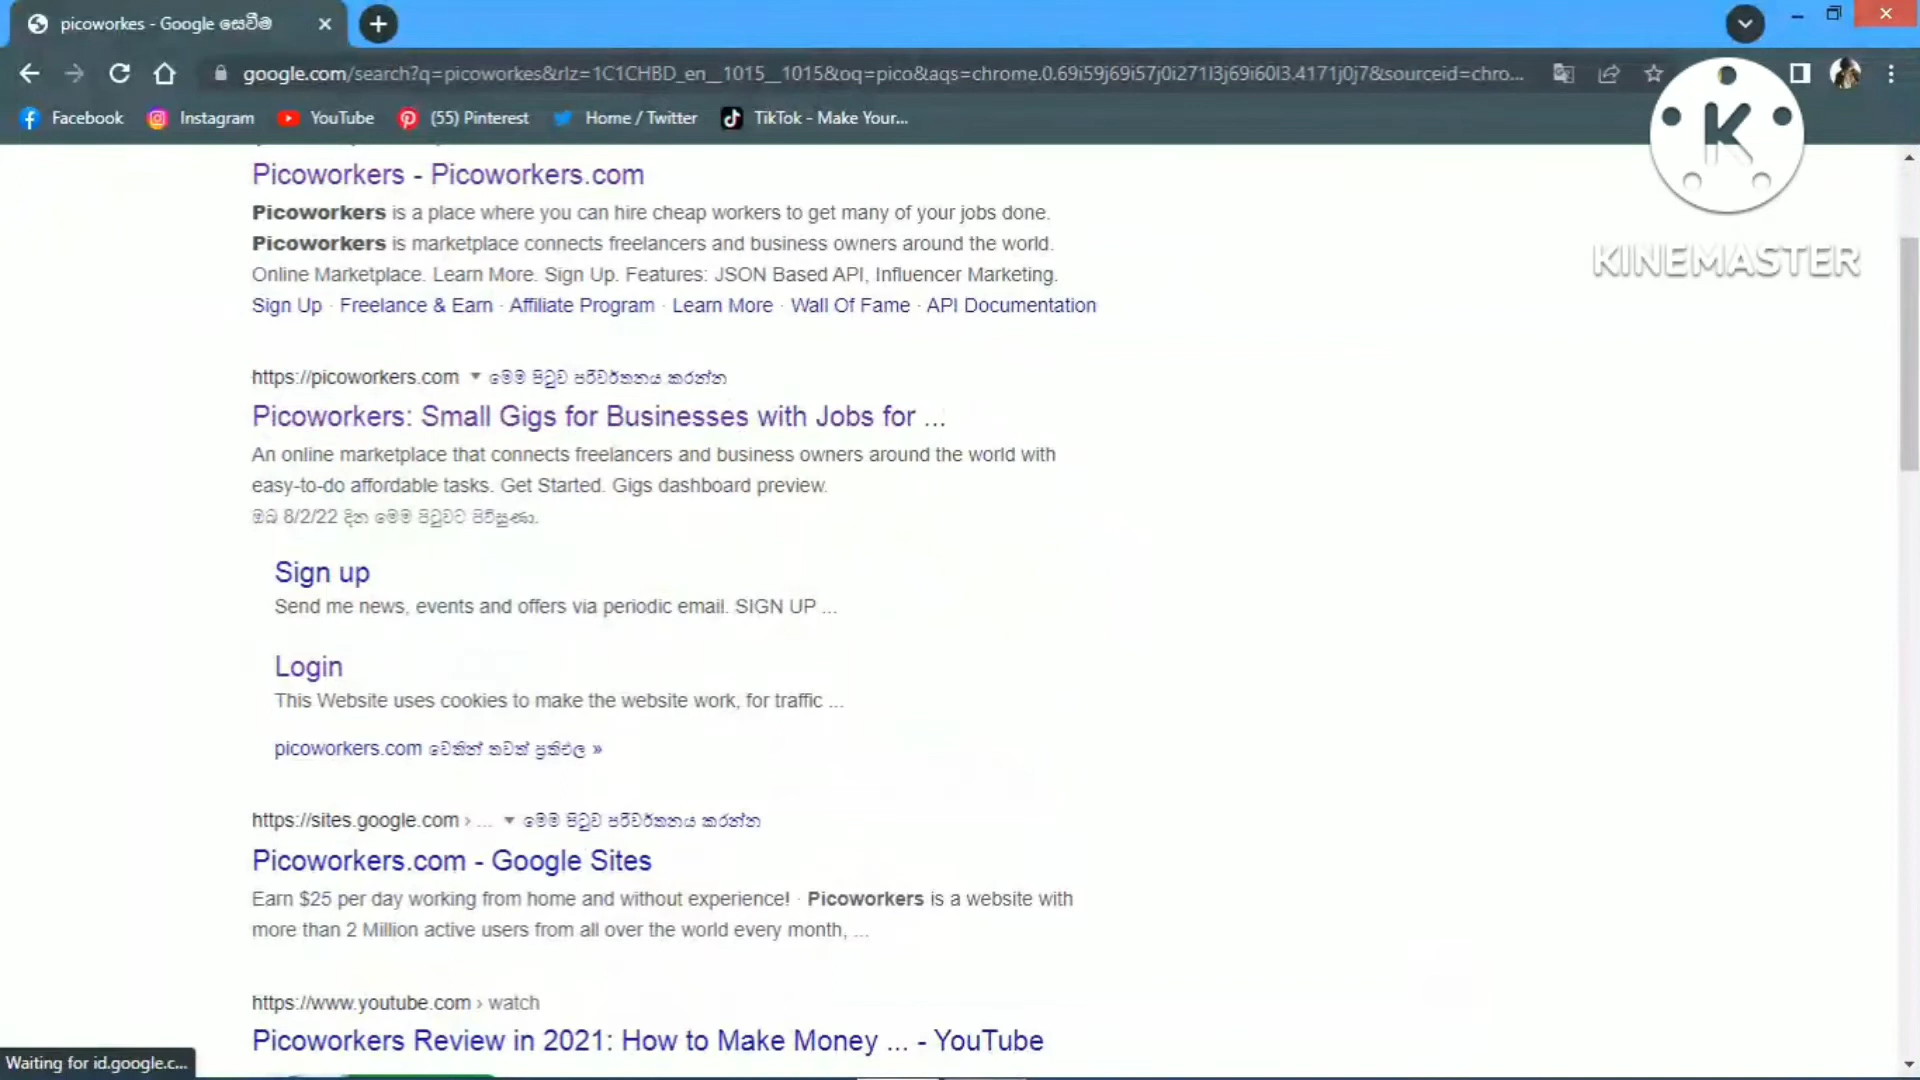 picoworkes - Google සෙවීම
google.com/search?q=picoworkes&rlz=1C1CHBD_en__1015__1015&oq=pico&aqs=chrome.0.69i59j69i57j0i271l3j69i60l3.4171j0j7&sourceid=chro...
Facebook Instagram YouTube (55) Pinterest Home / Twitter TikTok - Make Your...
K
KINEMASTER
Picoworkers - Picoworkers.com
Picoworkers is a place where you can hire cheap workers to get many of your jobs done.
Picoworkers is marketplace connects freelancers and business owners around the world.
Online Marketplace. Learn More. Sign Up. Features: JSON Based API, Influencer Marketing.
Sign Up · Freelance & Earn · Affiliate Program · Learn More · Wall Of Fame · API Documentation
https://picoworkers.com මෙම පිටුව පරිවර්තනය කරන්න
Picoworkers: Small Gigs for Businesses with Jobs for ...
An online marketplace that connects freelancers and business owners around the world with
easy-to-do affordable tasks. Get Started. Gigs dashboard preview.
ඔබ 8/2/22 දින මෙම පිටුවට පිවිසුණා.
Sign up
Send me news, events and offers via periodic email. SIGN UP ...
Login
This Website uses cookies to make the website work, for traffic ...
picoworkers.com වෙතින් තවත් ප්‍රතිඵල »
https://sites.google.com › ... මෙම පිටුව පරිවර්තනය කරන්න
Picoworkers.com - Google Sites
Earn $25 per day working from home and without experience! · Picoworkers is a website with
more than 2 Million active users from all over the world every month, ...
https://www.youtube.com › watch
Picoworkers Review in 2021: How to Make Money ... - YouTube
Waiting for id.google.c...